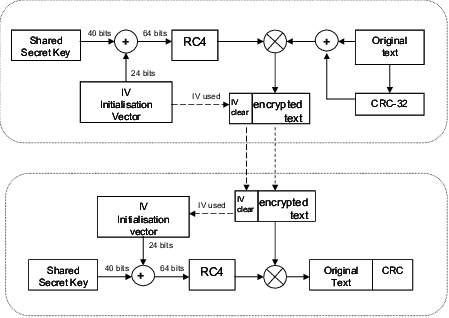 Shared
Secret Key
40 bits
+
64 bits
RC4
+
Original
text
24 bits
IV
Initialisation
Vector
IV used
IV
clear
encrypted
text
CRC-32
IV
Initialisation
vector
IV used
IV
clear
encrypted
text
24 bits
Shared
Secret Key
40 bits
+
64 bits
RC4
Original
Text
CRC